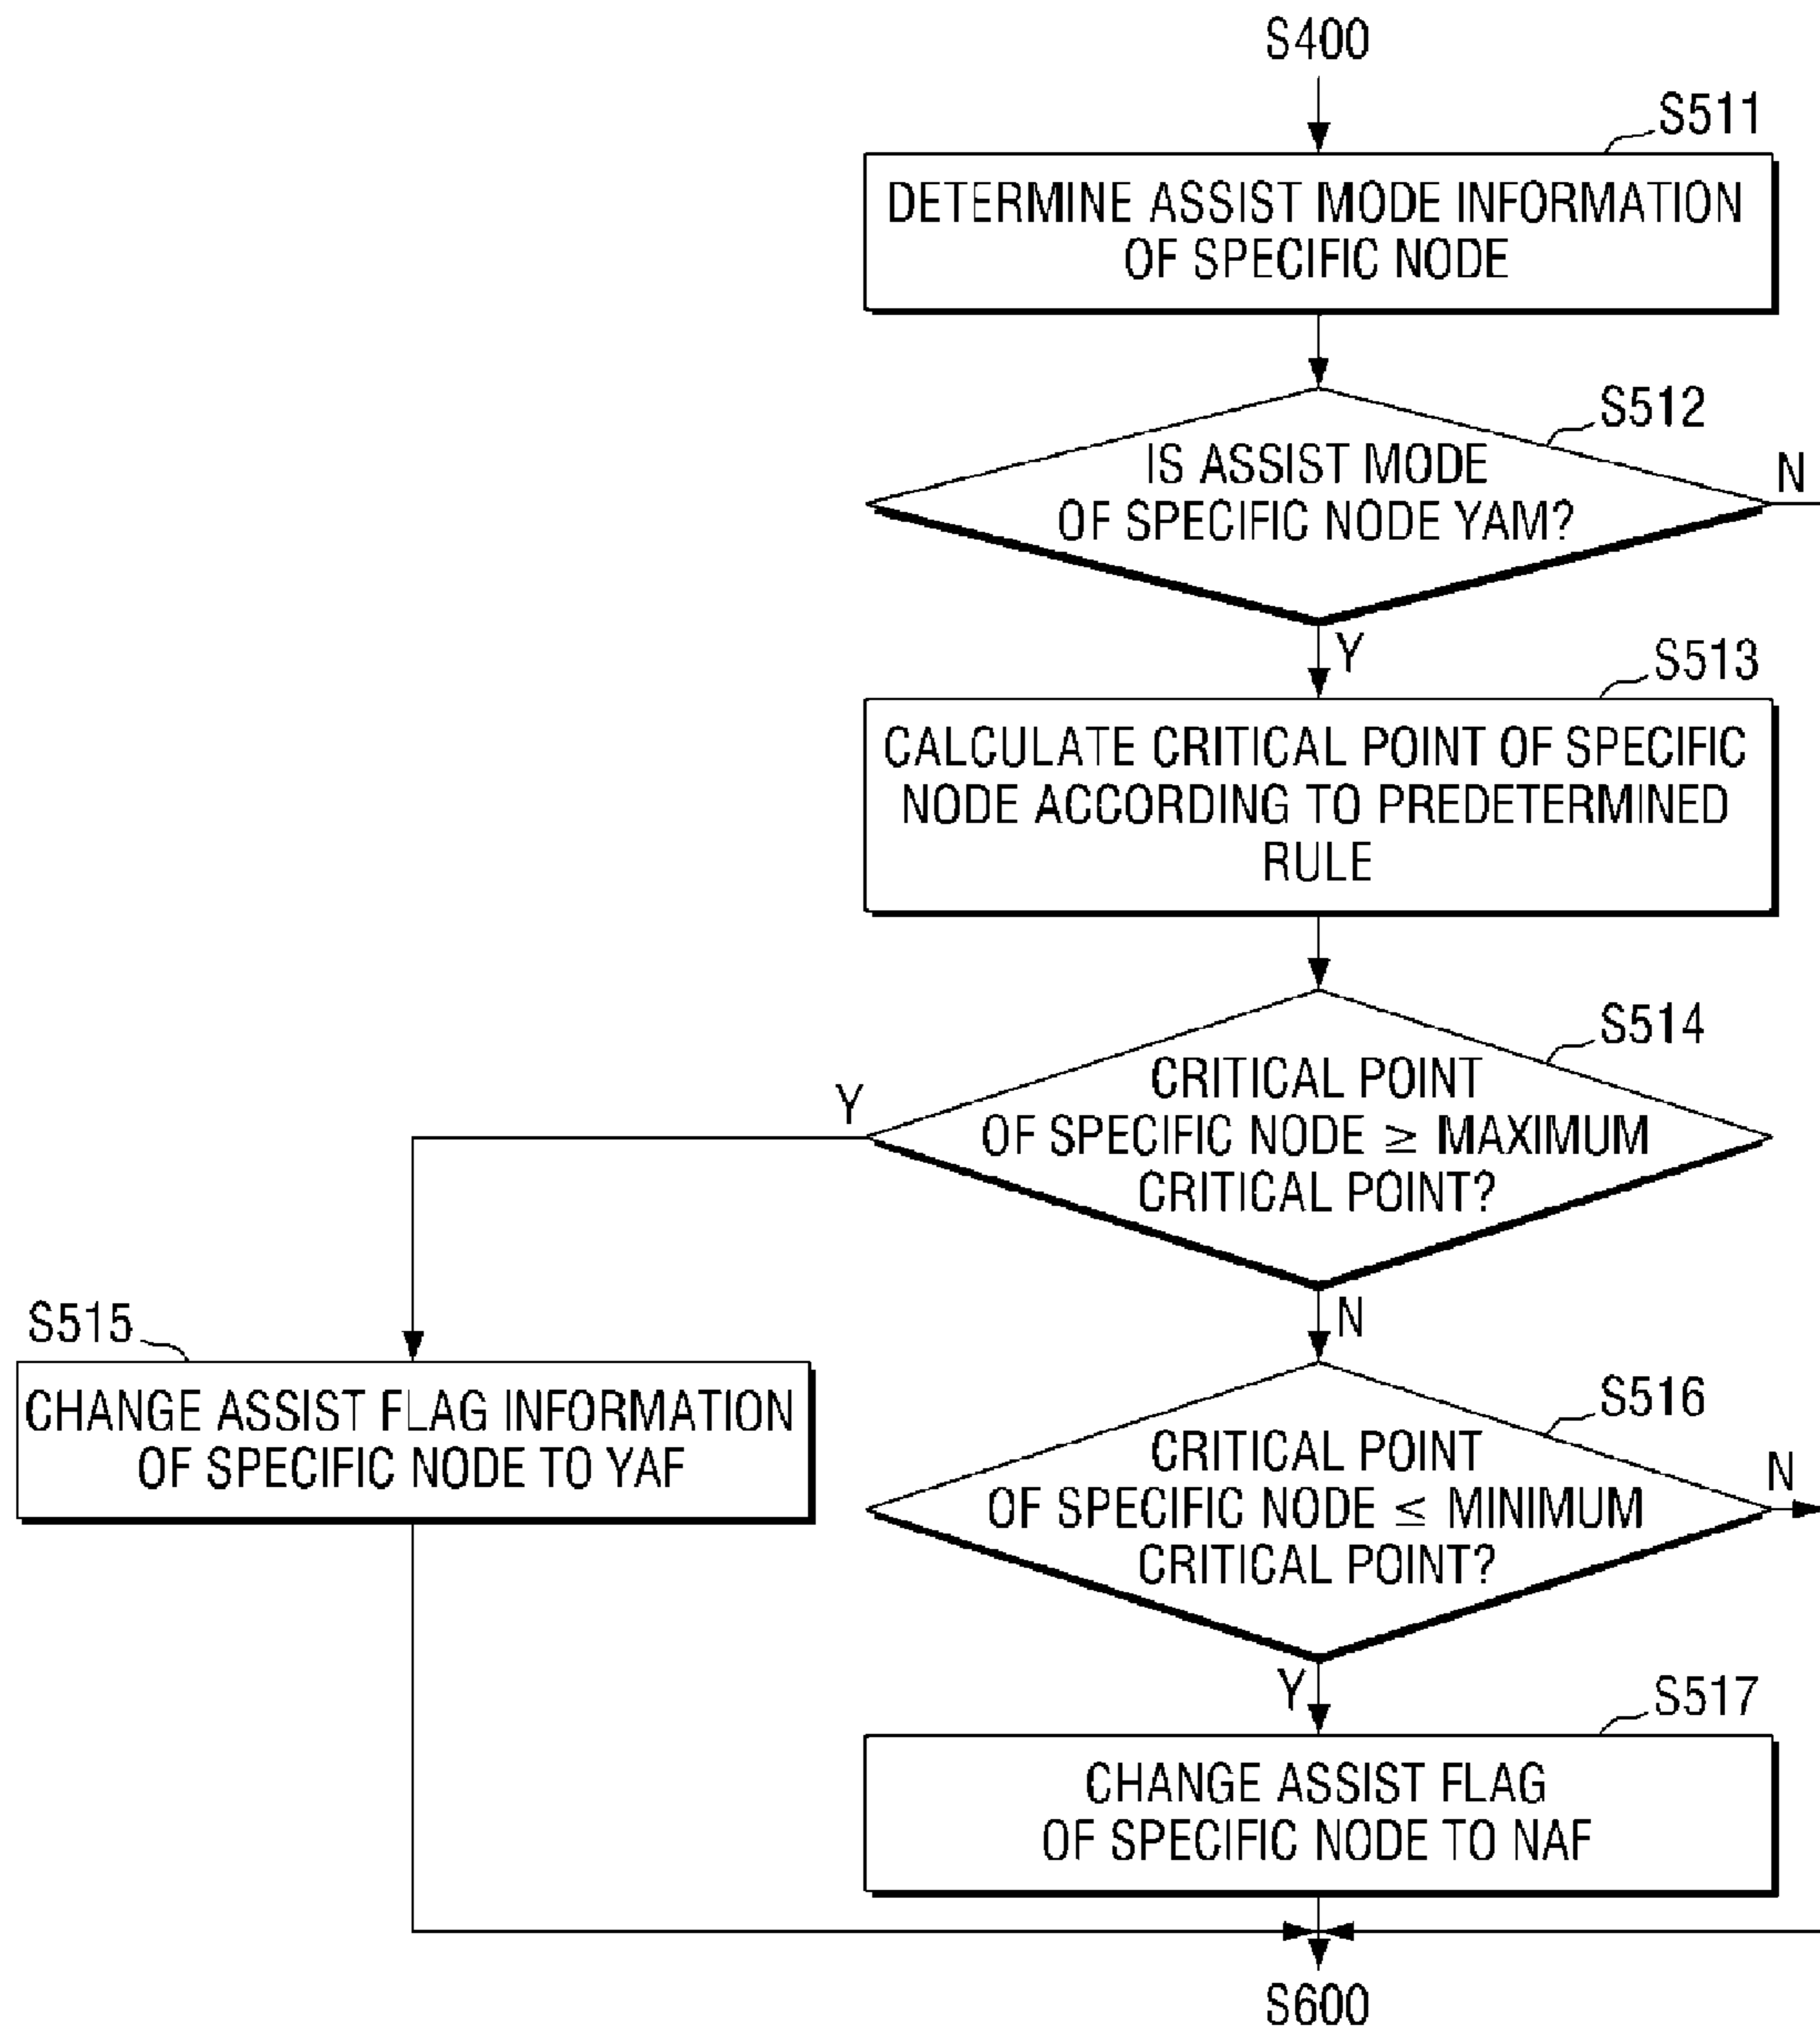 S400
S511
DETERMINE ASSIST MODE INFORMATION
OF SPECIFIC NODE
S512
IS ASSIST MODE
OF SPECIFIC NODE YAM?
N
Y
S513
CALCULATE CRITICAL POINT OF SPECIFIC
NODE ACCORDING TO PREDETERMINED
RULE
S514
CRITICAL POINT
OF SPECIFIC NODE ≥ MAXIMUM
CRITICAL POINT?
Y
N
S515
CHANGE ASSIST FLAG INFORMATION
OF SPECIFIC NODE TO YAF
S516
CRITICAL POINT
OF SPECIFIC NODE ≤ MINIMUM
CRITICAL POINT?
N
Y
S517
CHANGE ASSIST FLAG
OF SPECIFIC NODE TO NAF
S600